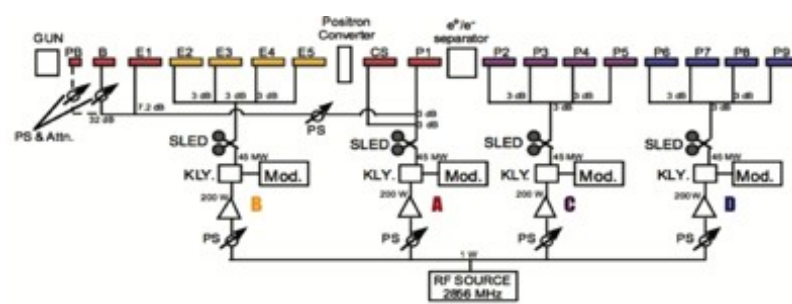 GUN
PB B E1 E2 E3 E4 E5
Positron
Converter
CS P1
e⁺/e⁻
separator
P2 P3 P4 P5 P6 P7 P8 P9
3 dB 3 dB 3 dB
7.2 dB
32 dB
PS & Attn.
PS
3 dB
3 dB
3 dB 3 dB
3 dB
3 dB 3 dB
3 dB
SLED SLED SLED SLED
45 MW 45 MW 45 MW 45 MW
KLY. Mod. KLY. Mod. KLY. Mod. KLY. Mod.
200 W 200 W 200 W 200 W
B A C D
PS PS PS PS
1 W
RF SOURCE
2856 MHz